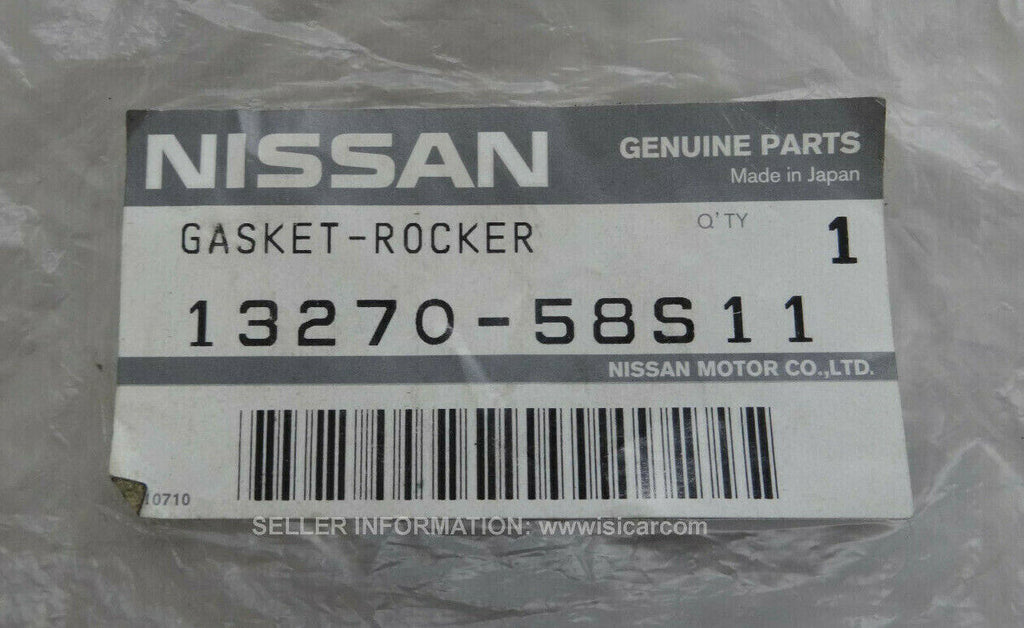 NISSAN
GENUINE PARTS
Made in Japan
GASKET-ROCKER
Q'TY
1
13270-58S11
NISSAN MOTOR CO.,LTD.
10710
SELLER INFORMATION: wwwisicarcom